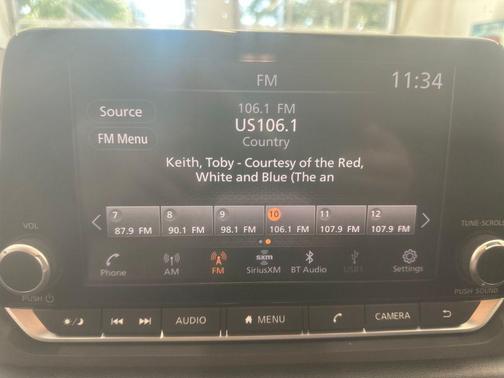 FM
11:34
Source
106.1 FM
US106.1
FM Menu
Country
Keith, Toby - Courtesy of the Red,
White and Blue (The an
7 8 9 10 11 12
87.9 FM 90.1 FM 98.1 FM 106.1 FM 107.9 FM 107.9 FM
VOL
TUNE-SCROLL
sxm
Phone AM FM SiriusXM BT Audio USB1 Settings
PUSH
PUSH SOUND
AUDIO MENU CAMERA